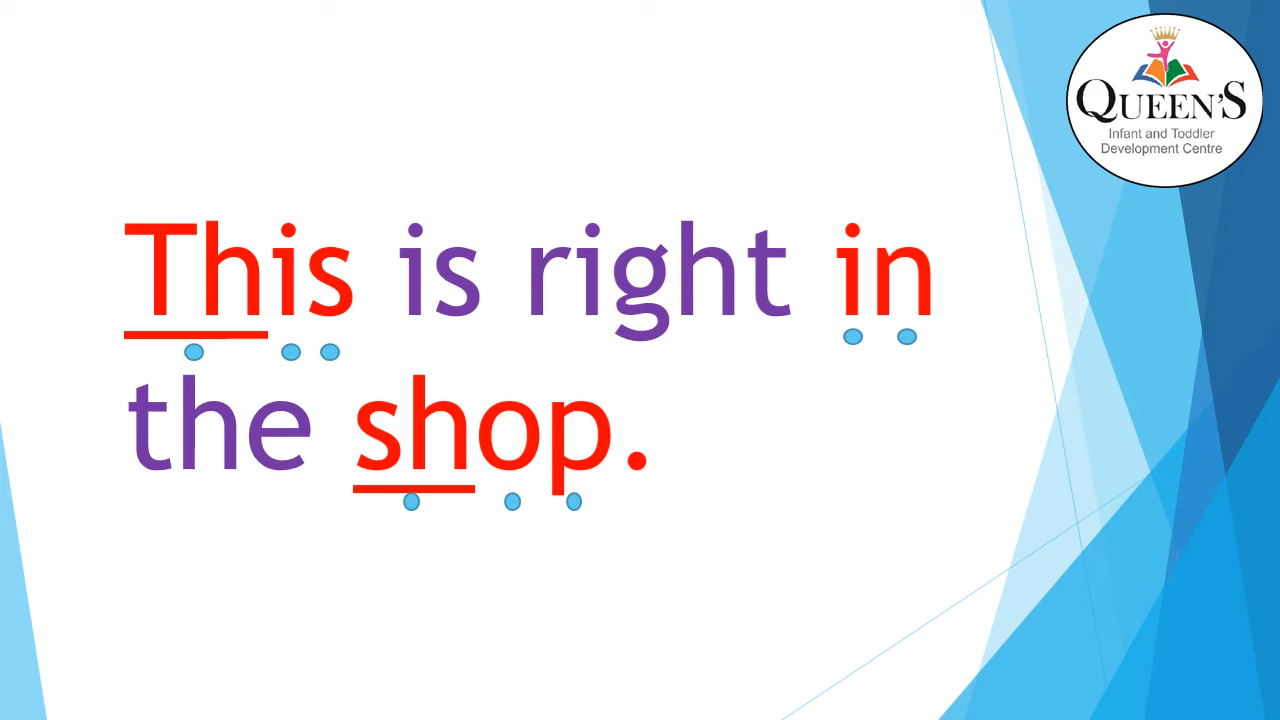 QUEEN'S
Infant and Toddler
Development Centre
This is right in
the shop.